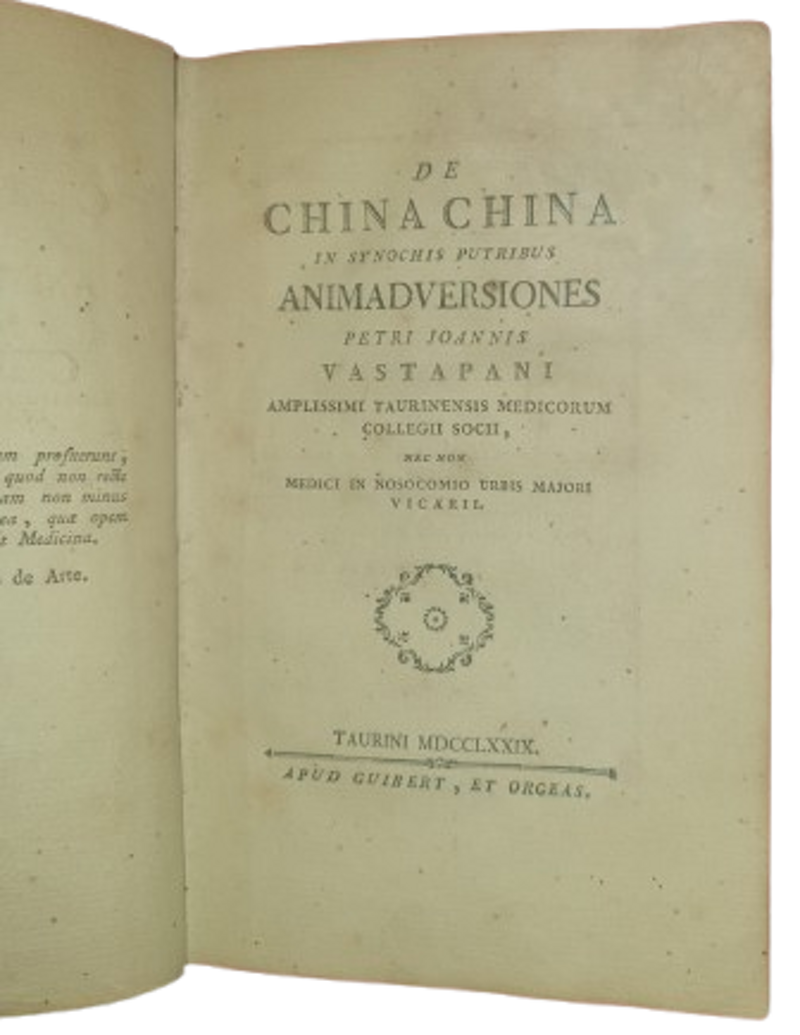 præfuerunt,
quod non recte
non minus
, quæ opem
Medicina.
de Arte.
DE
CHINA CHINA
IN SYNOCHIS PUTRIBUS
ANIMADVERSIONES
PETRI JOANNIS
VASTAPANI
AMPLISSIMI TAURINENSIS MEDICORUM
COLLEGII SOCII,
NEC NON
MEDICI IN NOSOCOMIO URBIS MAJORI
VICARII.
TAURINI MDCCLXXIX.
APUD GUIBERT, ET ORGEAS.